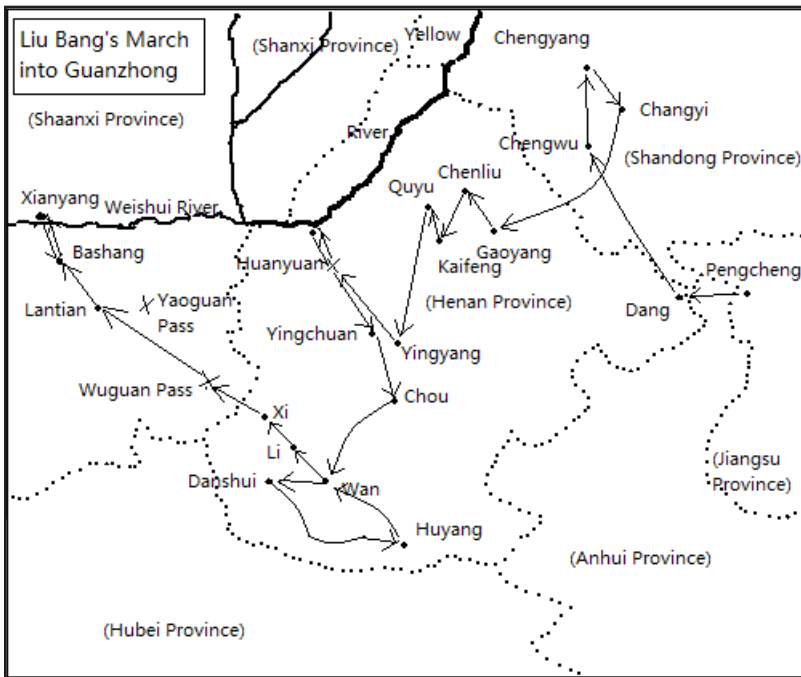 Liu Bang's March
into Guanzhong
(Shanxi Province)
Yellow
River
Chengyang
Changyi
(Shaanxi Province)
Chengwu
(Shandong Province)
Chenliu
Quyu
Xianyang
Weishui River
Gaoyang
Kaifeng
Bashang
Huanyuan
Pengcheng
(Henan Province)
Dang
Lantian
Yaoguan
Pass
Yingchuan
Yingyang
Wuguan Pass
Chou
Xi
Li
(Jiangsu
Province)
Danshui
Wan
Huyang
(Anhui Province)
(Hubei Province)